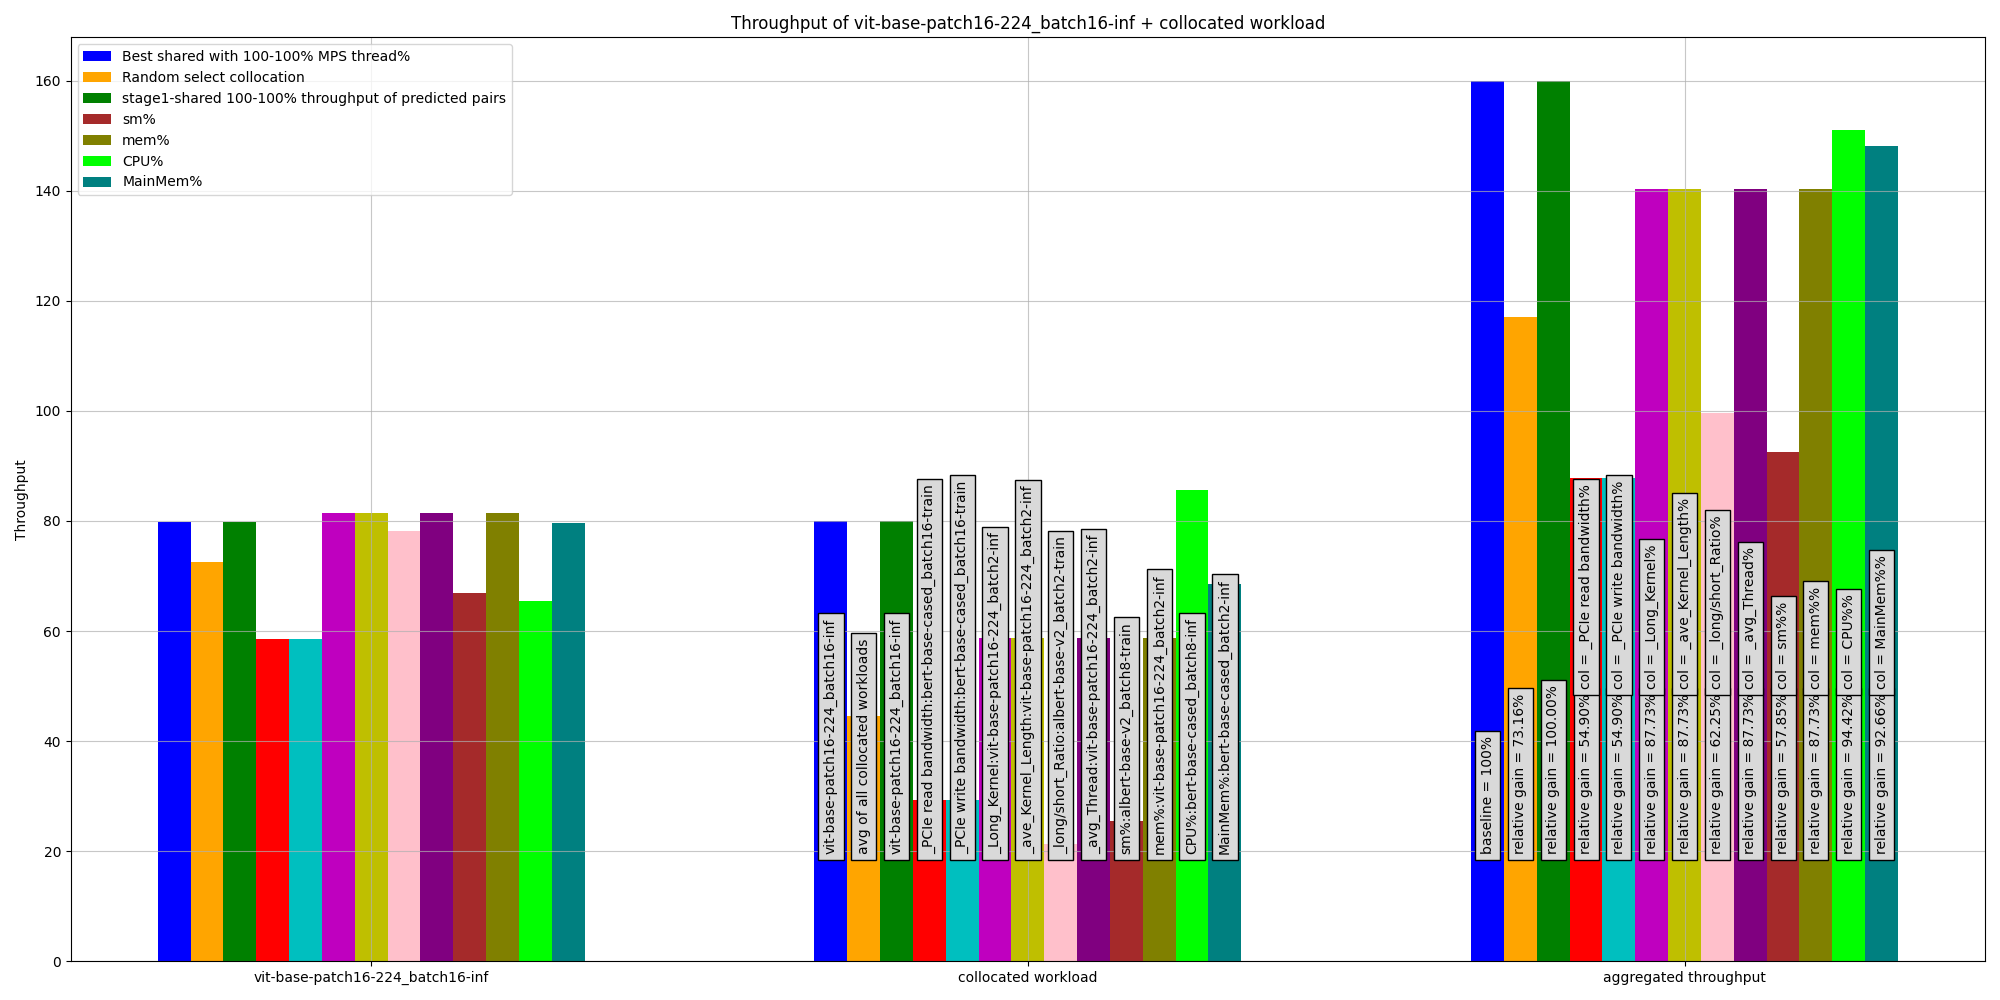 Throughput of vit-base-patch16-224_batch16-inf + collocated workload
Best shared with 100-100% MPS thread%
Random select collocation
stage1-shared 100-100% throughput of predicted pairs
sm%
mem%
CPU%
MainMem%
Throughput
160
140
120
100
80
60
40
20
0
vit-base-patch16-224_batch16-inf
avg of all collocated workloads
vit-base-patch16-224_batch16-inf
_PCIe read bandwidth:bert-base-cased_batch16-train
_PCIe write bandwidth:bert-base-cased_batch16-train
_Long_Kernel:vit-base-patch16-224_batch2-inf
_ave_Kernel_Length:vit-base-patch16-224_batch2-inf
_long/short_Ratio:albert-base-v2_batch2-train
_avg_Thread:vit-base-patch16-224_batch2-inf
sm%:albert-base-v2_batch8-train
mem%:vit-base-patch16-224_batch2-inf
CPU%:bert-base-cased_batch8-inf
MainMem%:bert-base-cased_batch2-inf
baseline = 100%
relative gain = 73.16%
relative gain = 100.00%
relative gain = 54.90%
col = _PCIe read bandwidth%
relative gain = 54.90%
col = _PCIe write bandwidth%
relative gain = 87.73%
col = _Long_Kernel%
relative gain = 87.73%
col = _ave_Kernel_Length%
relative gain = 62.25%
col = _long/short_Ratio%
relative gain = 87.73%
col = _avg_Thread%
relative gain = 57.85%
col = sm%%
relative gain = 87.73%
col = mem%%
relative gain = 94.42%
col = CPU%%
relative gain = 92.66%
col = MainMem%%
vit-base-patch16-224_batch16-inf
collocated workload
aggregated throughput